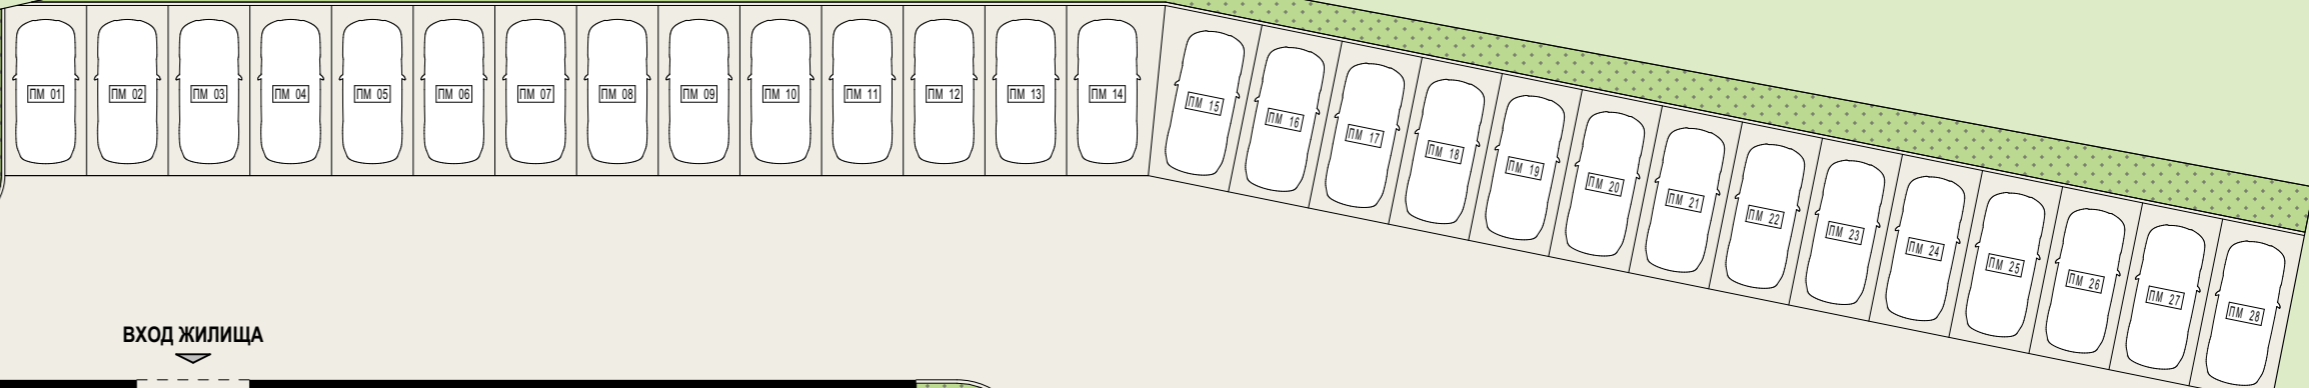 ПМ 01
ПМ 02
ПМ 03
ПМ 04
ПМ 05
ПМ 06
ПМ 07
ПМ 08
ПМ 09
ПМ 10
ПМ 11
ПМ 12
ПМ 13
ПМ 14
ПМ 15
ПМ 16
ПМ 17
ПМ 18
ПМ 19
ПМ 20
ПМ 21
ПМ 22
ПМ 23
ПМ 24
ПМ 25
ПМ 26
ПМ 27
ПМ 28
ВХОД ЖИЛИЩА